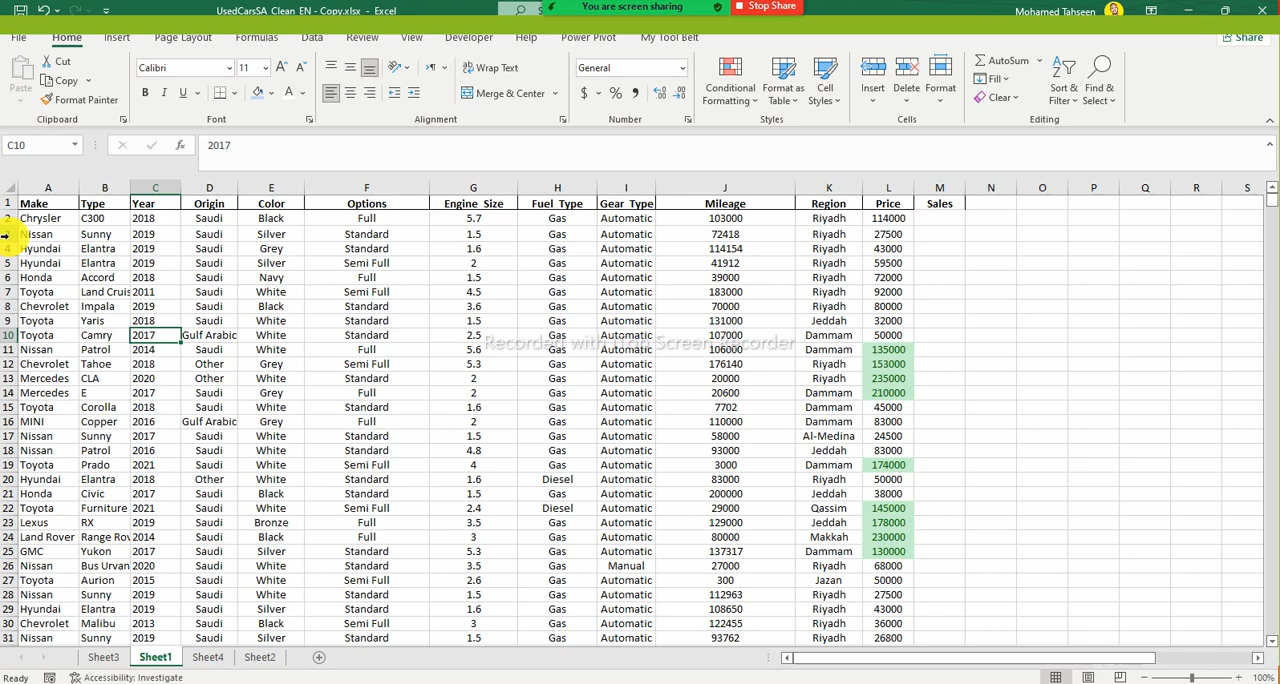 UsedCarsSA_Clean_EN - Copy.xlsx - Excel
You are screen sharing
Stop Share
Mohamed Tahseen
File Home Insert Page Layout Formulas Data Review View Developer Help Power Pivot My Tool Belt Share
Paste Cut Copy Format Painter Clipboard
Calibri 11 B I U A Font
Wrap Text Merge & Center Alignment
General $ % Number
Conditional Formatting Format as Table Cell Styles Styles
Insert Delete Format Cells
AutoSum Fill Clear Sort & Filter Find & Select Editing
C10 fx 2017
A B C D E F G H I J K L M N O P Q R S
1 Make Type Year Origin Color Options Engine_Size Fuel_Type Gear_Type Mileage Region Price Sales
2 Chrysler C300 2018 Saudi Black Full 5.7 Gas Automatic 103000 Riyadh 114000
3 Nissan Sunny 2019 Saudi Silver Standard 1.5 Gas Automatic 72418 Riyadh 27500
4 Hyundai Elantra 2019 Saudi Grey Standard 1.6 Gas Automatic 114154 Riyadh 43000
5 Hyundai Elantra 2019 Saudi Silver Semi Full 2 Gas Automatic 41912 Riyadh 59500
6 Honda Accord 2018 Saudi Navy Full 1.5 Gas Automatic 39000 Riyadh 72000
7 Toyota Land Cruis 2011 Saudi White Semi Full 4.5 Gas Automatic 183000 Riyadh 92000
8 Chevrolet Impala 2019 Saudi Black Standard 3.6 Gas Automatic 70000 Riyadh 80000
9 Toyota Yaris 2018 Saudi White Standard 1.5 Gas Automatic 131000 Jeddah 32000
10 Toyota Camry 2017 Gulf Arabic White Standard 2.5 Gas Automatic 107000 Dammam 50000
Recorded with iTop Screen Recorder
11 Nissan Patrol 2014 Saudi White Full 5.6 Gas Automatic 106000 Dammam 135000
12 Chevrolet Tahoe 2018 Other Grey Semi Full 5.3 Gas Automatic 176140 Riyadh 153000
13 Mercedes CLA 2020 Other White Standard 2 Gas Automatic 20000 Riyadh 235000
14 Mercedes E 2017 Saudi Grey Full 2 Gas Automatic 20600 Dammam 210000
15 Toyota Corolla 2018 Saudi White Standard 1.6 Gas Automatic 7702 Dammam 45000
16 MINI Copper 2016 Gulf Arabic Grey Full 2 Gas Automatic 110000 Dammam 83000
17 Nissan Sunny 2017 Saudi White Standard 1.5 Gas Automatic 58000 Al-Medina 24500
18 Nissan Patrol 2016 Saudi White Standard 4.8 Gas Automatic 93000 Jeddah 83000
19 Toyota Prado 2021 Saudi White Semi Full 4 Gas Automatic 3000 Dammam 174000
20 Hyundai Elantra 2018 Other White Standard 1.6 Diesel Automatic 83000 Riyadh 50000
21 Honda Civic 2017 Saudi Black Standard 1.5 Gas Automatic 200000 Jeddah 38000
22 Toyota Furniture 2021 Saudi White Semi Full 2.4 Diesel Automatic 29000 Qassim 145000
23 Lexus RX 2019 Saudi Bronze Full 3.5 Gas Automatic 129000 Jeddah 178000
24 Land Rover Range Rov 2014 Saudi Black Full 3 Gas Automatic 80000 Makkah 230000
25 GMC Yukon 2017 Saudi Silver Standard 5.3 Gas Automatic 137317 Dammam 130000
26 Nissan Bus Urvan 2020 Saudi White Standard 3.5 Gas Manual 27000 Riyadh 68000
27 Toyota Aurion 2015 Saudi White Semi Full 2.6 Gas Automatic 300 Jazan 50000
28 Nissan Sunny 2019 Saudi White Standard 1.5 Gas Automatic 112963 Riyadh 27500
29 Hyundai Elantra 2019 Saudi Silver Standard 1.6 Gas Automatic 108650 Riyadh 43000
30 Chevrolet Malibu 2013 Saudi Black Semi Full 3 Gas Automatic 122455 Riyadh 36000
31 Nissan Sunny 2019 Saudi Silver Standard 1.5 Gas Automatic 93762 Riyadh 26800
Sheet3 Sheet1 Sheet4 Sheet2
Ready Accessibility: Investigate 100%